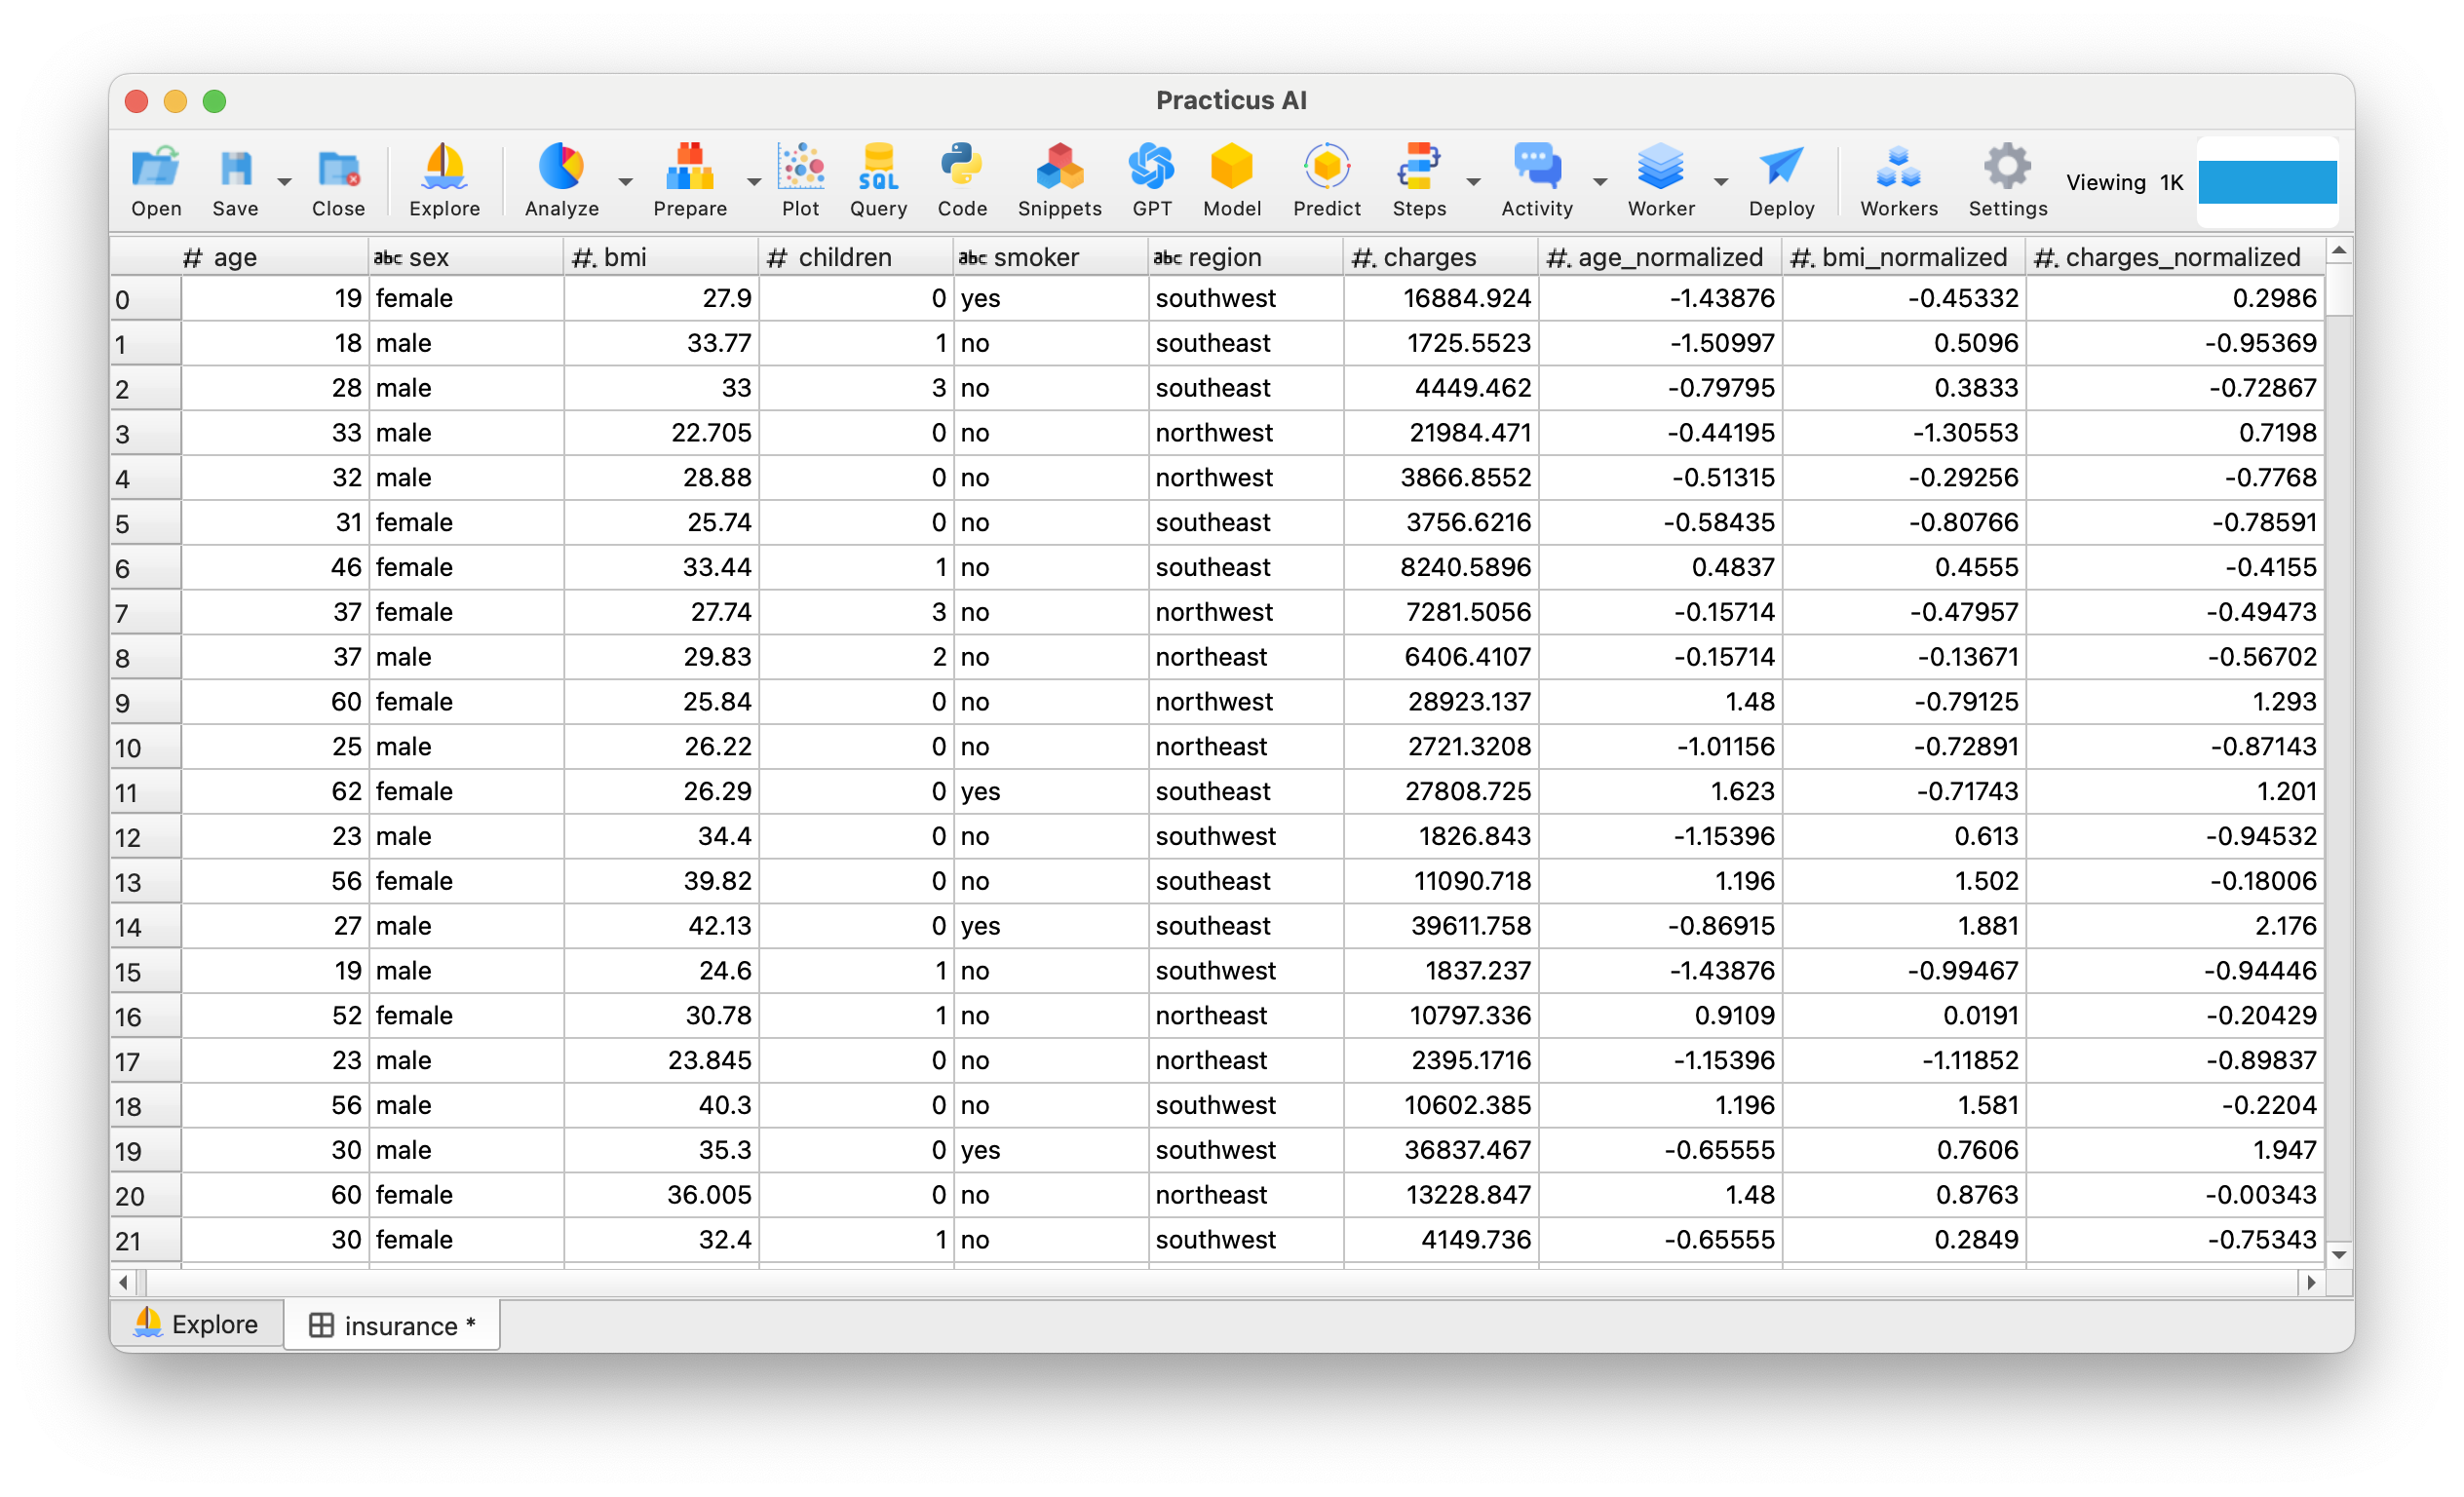 Practicus AI
Open Save Close Explore Analyze Prepare Plot Query Code Snippets GPT Model Predict Steps Activity Worker Deploy Workers Settings Viewing 1K
SQL
# age abc sex #. bmi # children abc smoker abc region #. charges #. age_normalized #. bmi_normalized #. charges_normalized
0 19 female 27.9 0 yes southwest 16884.924 -1.43876 -0.45332 0.2986
1 18 male 33.77 1 no southeast 1725.5523 -1.50997 0.5096 -0.95369
2 28 male 33 3 no southeast 4449.462 -0.79795 0.3833 -0.72867
3 33 male 22.705 0 no northwest 21984.471 -0.44195 -1.30553 0.7198
4 32 male 28.88 0 no northwest 3866.8552 -0.51315 -0.29256 -0.7768
5 31 female 25.74 0 no southeast 3756.6216 -0.58435 -0.80766 -0.78591
6 46 female 33.44 1 no southeast 8240.5896 0.4837 0.4555 -0.4155
7 37 female 27.74 3 no northwest 7281.5056 -0.15714 -0.47957 -0.49473
8 37 male 29.83 2 no northeast 6406.4107 -0.15714 -0.13671 -0.56702
9 60 female 25.84 0 no northwest 28923.137 1.48 -0.79125 1.293
10 25 male 26.22 0 no northeast 2721.3208 -1.01156 -0.72891 -0.87143
11 62 female 26.29 0 yes southeast 27808.725 1.623 -0.71743 1.201
12 23 male 34.4 0 no southwest 1826.843 -1.15396 0.613 -0.94532
13 56 female 39.82 0 no southeast 11090.718 1.196 1.502 -0.18006
14 27 male 42.13 0 yes southeast 39611.758 -0.86915 1.881 2.176
15 19 male 24.6 1 no southwest 1837.237 -1.43876 -0.99467 -0.94446
16 52 female 30.78 1 no northeast 10797.336 0.9109 0.0191 -0.20429
17 23 male 23.845 0 no northeast 2395.1716 -1.15396 -1.11852 -0.89837
18 56 male 40.3 0 no southwest 10602.385 1.196 1.581 -0.2204
19 30 male 35.3 0 yes southwest 36837.467 -0.65555 0.7606 1.947
20 60 female 36.005 0 no northeast 13228.847 1.48 0.8763 -0.00343
21 30 female 32.4 1 no southwest 4149.736 -0.65555 0.2849 -0.75343
Explore insurance *